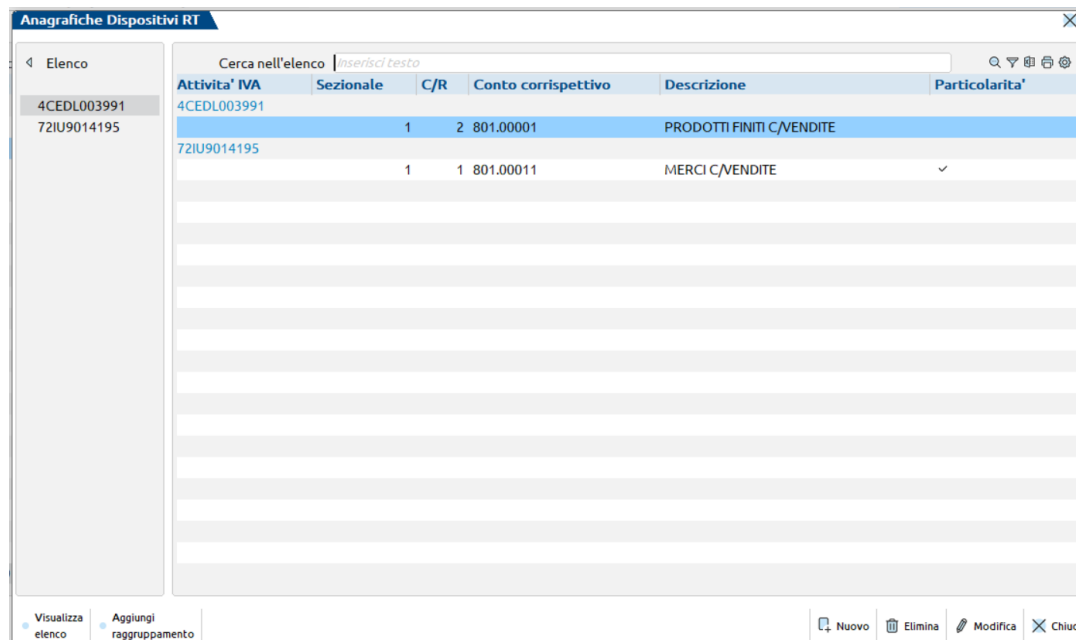 Anagrafiche Dispositivi RT
Elenco
Cerca nell'elenco Inserisci testo
Attivita' IVA Sezionale C/R Conto corrispettivo Descrizione Particolarita'
4CEDL003991 4CEDL003991
72IU9014195 1 2 801.00001 PRODOTTI FINITI C/VENDITE
72IU9014195
1 1 801.00011 MERCI C/VENDITE
Visualizza elenco Aggiungi raggruppamento Nuovo Elimina Modifica Chiud